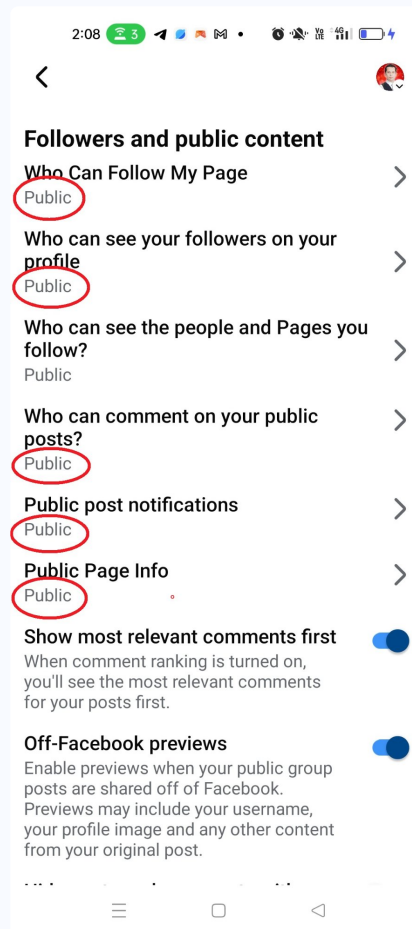 2:08 3
Vo LTE 4G
Followers and public content
Who Can Follow My Page
Public
Who can see your followers on your
profile
Public
Who can see the people and Pages you
follow?
Public
Who can comment on your public
posts?
Public
Public post notifications
Public
Public Page Info
Public
Show most relevant comments first
When comment ranking is turned on,
you'll see the most relevant comments
for your posts first.
Off-Facebook previews
Enable previews when your public group
posts are shared off of Facebook.
Previews may include your username,
your profile image and any other content
from your original post.